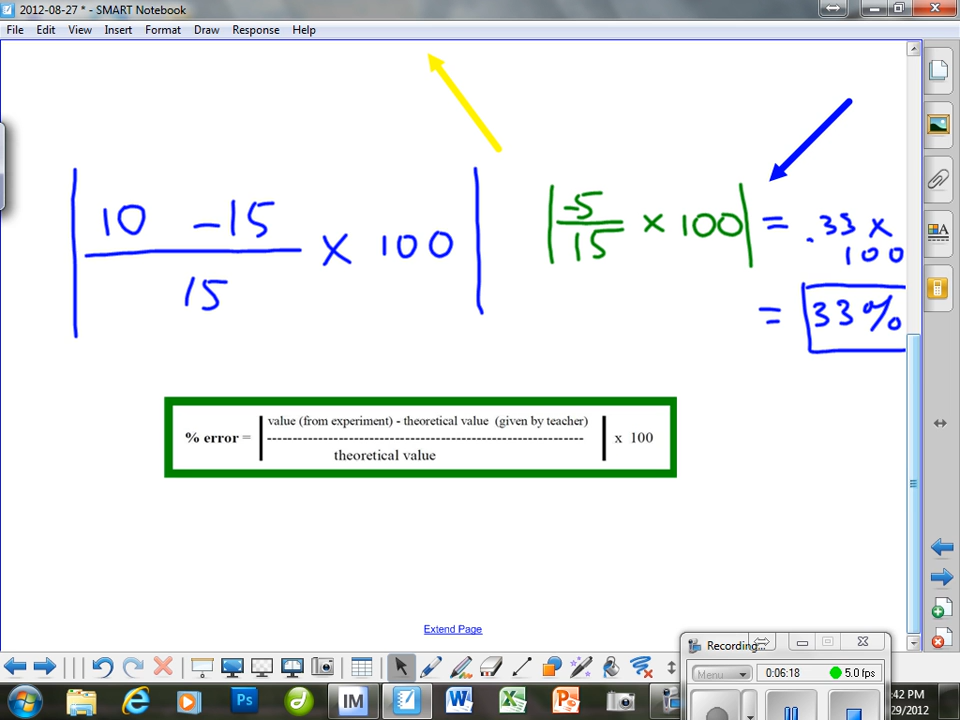 2012-08-27 * - SMART Notebook
File Edit View Insert Format Draw Response Help
| 10 - 15 / 15 x 100 |
| -5 / 15 x 100 | = .33 x 100
= 33%
value (from experiment) - theoretical value (given by teacher)
% error = | ------------------------------------------------------------- | x 100
theoretical value
Extend Page
Recording...
Menu 0:06:18 5.0 fps
Ps IM W X P
:42 PM
29/2012